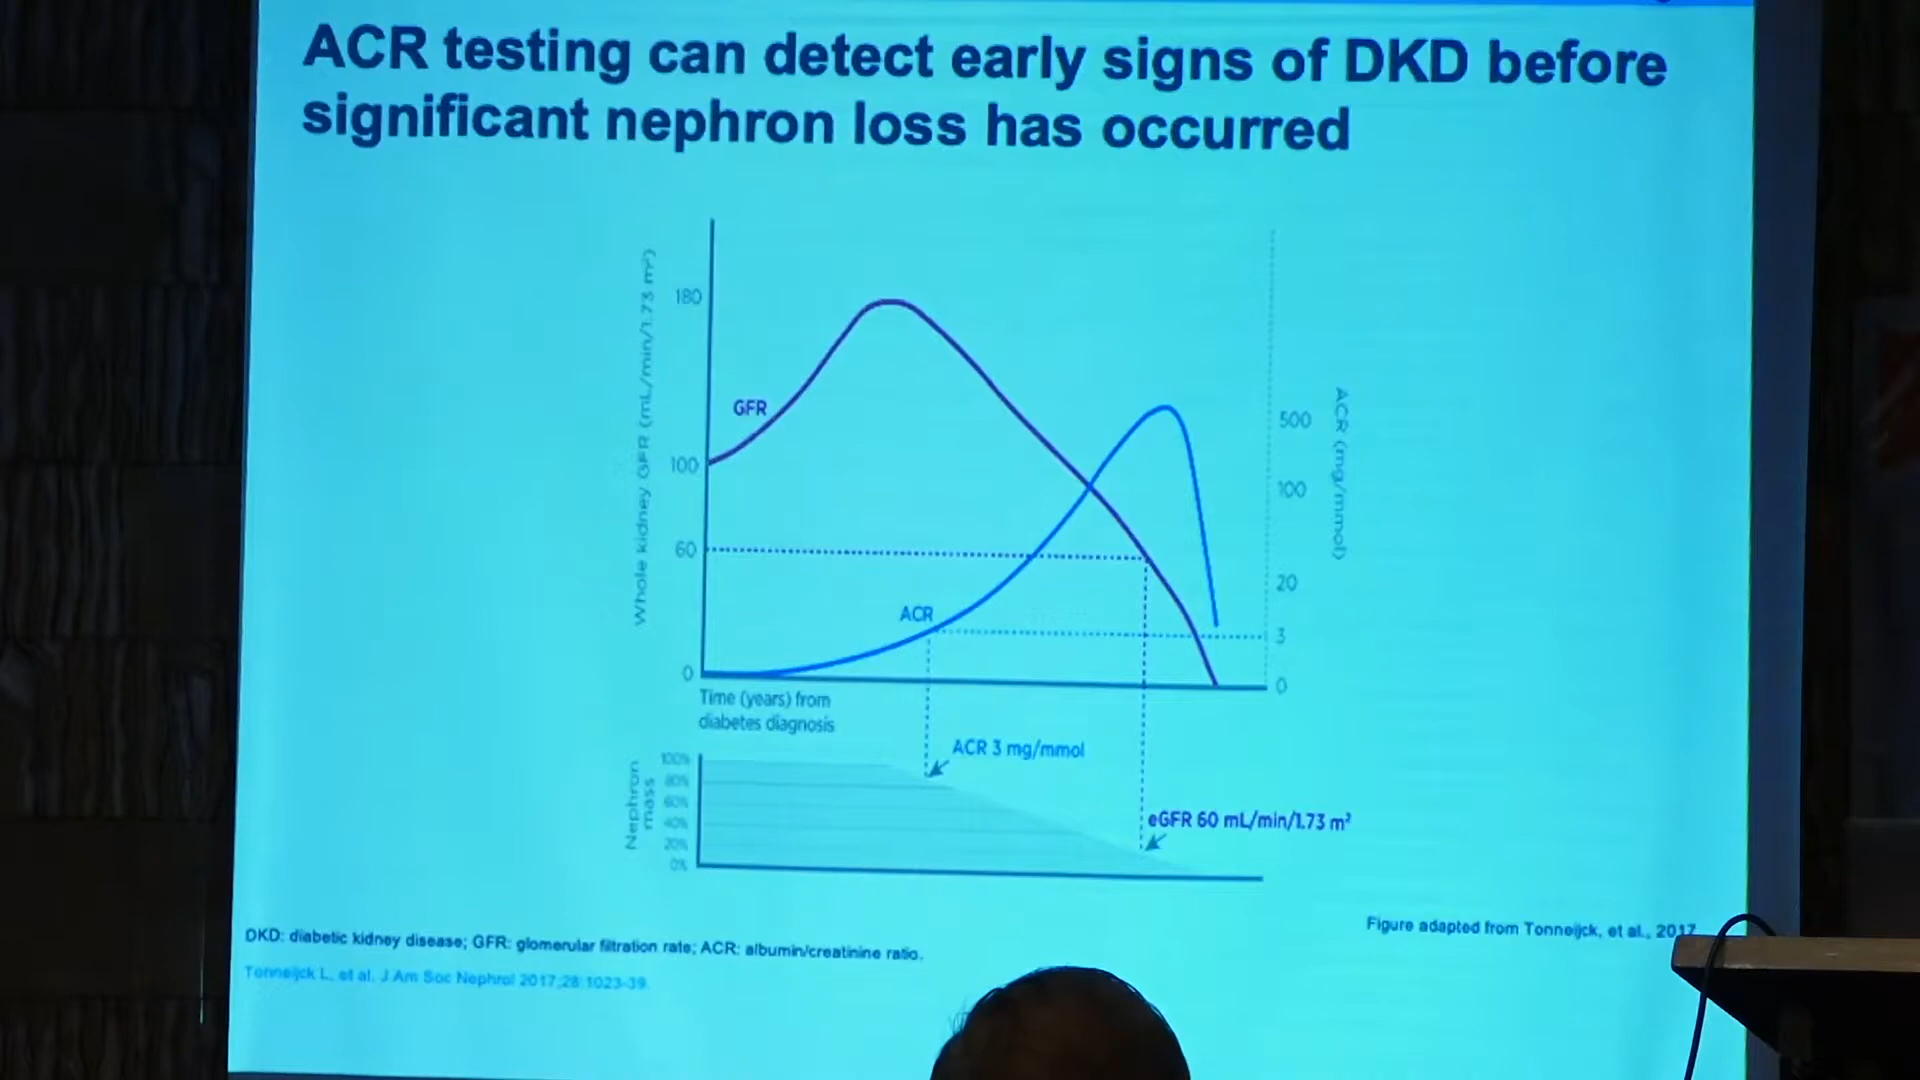 ACR testing can detect early signs of DKD before
significant nephron loss has occurred
Whole kidney GFR (mL/min/1.73 m²)
180
100
60
0
GFR
ACR
ACR (mg/mmol)
500
100
20
3
0
Time (years) from
diabetes diagnosis
Nephron
mass
100%
80%
60%
40%
20%
0%
ACR 3 mg/mmol
eGFR 60 mL/min/1.73 m²
Figure adapted from Tonneijck, et al., 2017
DKD: diabetic kidney disease; GFR: glomerular filtration rate; ACR: albumin/creatinine ratio.
Tonneijck L, et al. J Am Soc Nephrol 2017;28:1023-39.